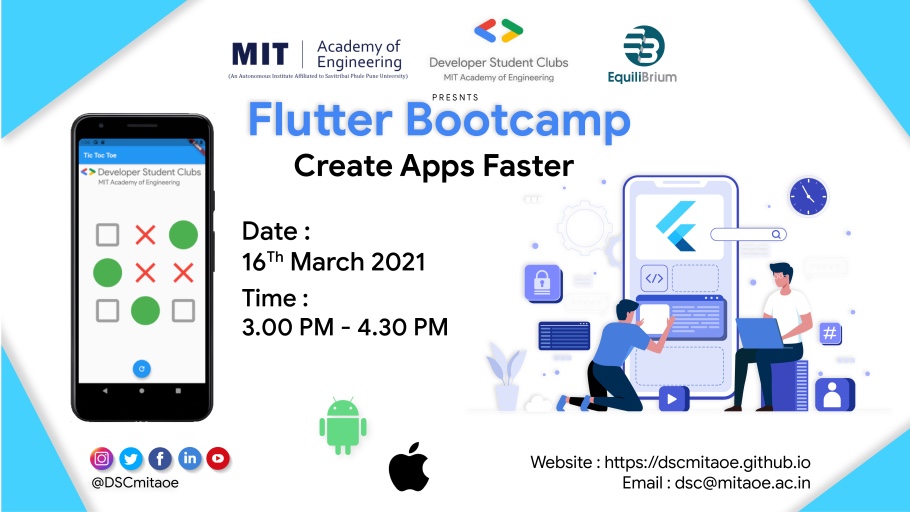 MIT
Academy of
Engineering
(An Autonomous Institute Affiliated to Savitribai Phule Pune University)
Developer Student Clubs
MIT Academy of Engineering
EquiliBrium
PRESNTS
Flutter Bootcamp
Create Apps Faster
Tic Toc Toe
Developer Student Clubs
MIT Academy of Engineering
Date :
16Th March 2021
Time :
3.00 PM - 4.30 PM
</>
#
@DSCmitaoe
Website : https://dscmitaoe.github.io
Email : dsc@mitaoe.ac.in